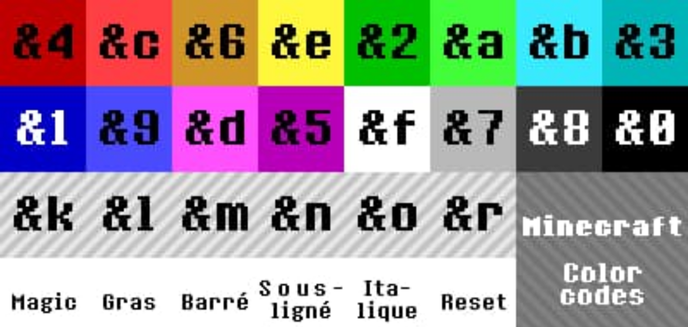 &4 &c &6 &e &2 &a &b &3
&1 &9 &d &5 &f &7 &8 &0
&k &l &m &n &o &r
Minecraft
Color
codes
Magic Gras Barré Sous-
ligné Ita-
lique Reset